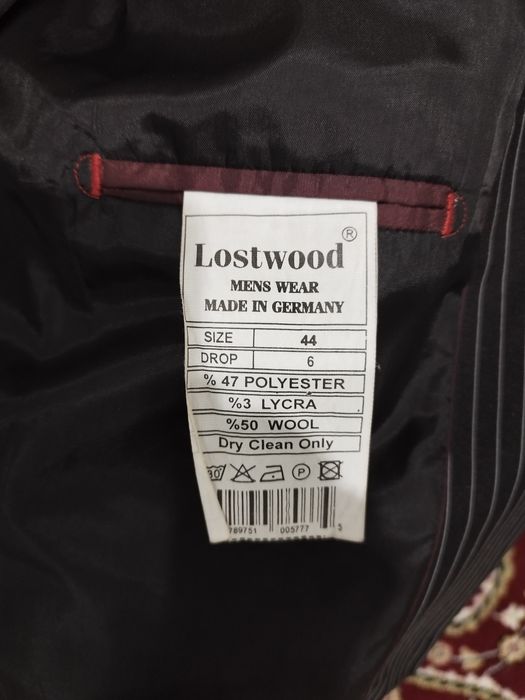 Lostwood®
MENS WEAR
MADE IN GERMANY
SIZE 44
DROP 6
% 47 POLYESTER
%3 LYCRA
%50 WOOL
Dry Clean Only
P
789751 005777 5